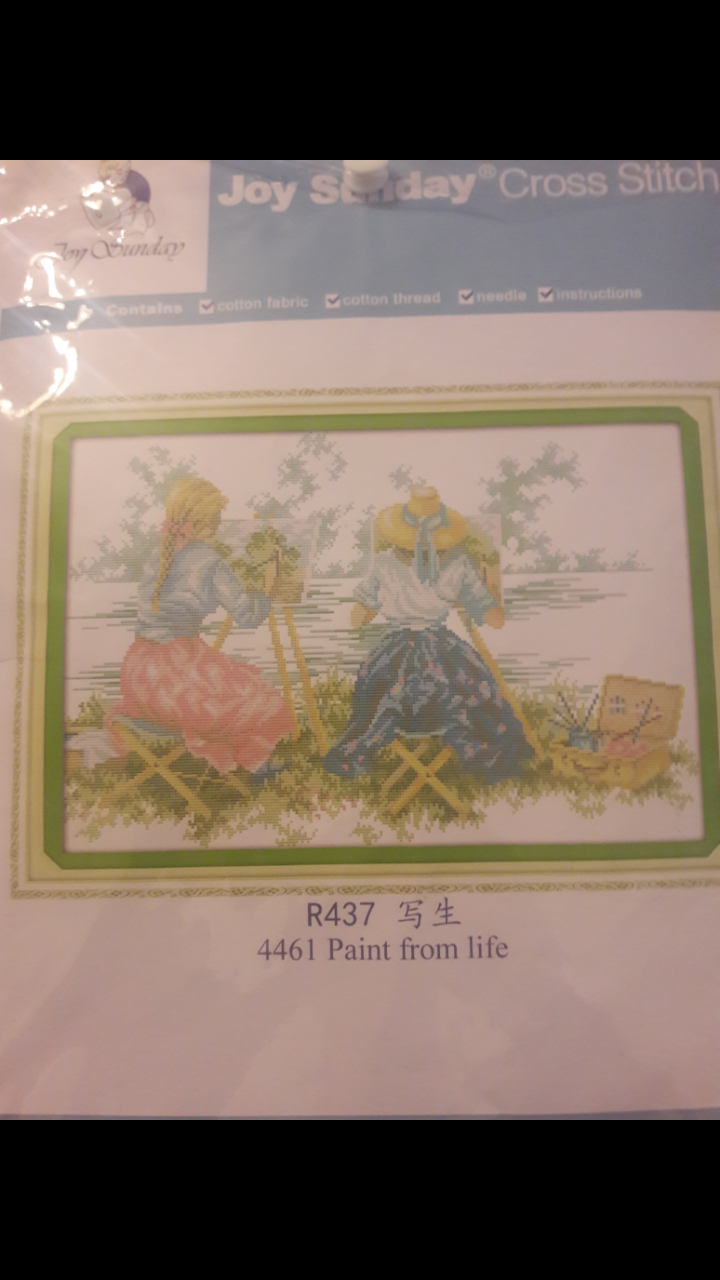 Joy Sunday® Cross Stitch
Joy Sunday
Contains ☑ cotton fabric ☑ cotton thread ☑ needle ☑ instructions
R437 写生
4461 Paint from life